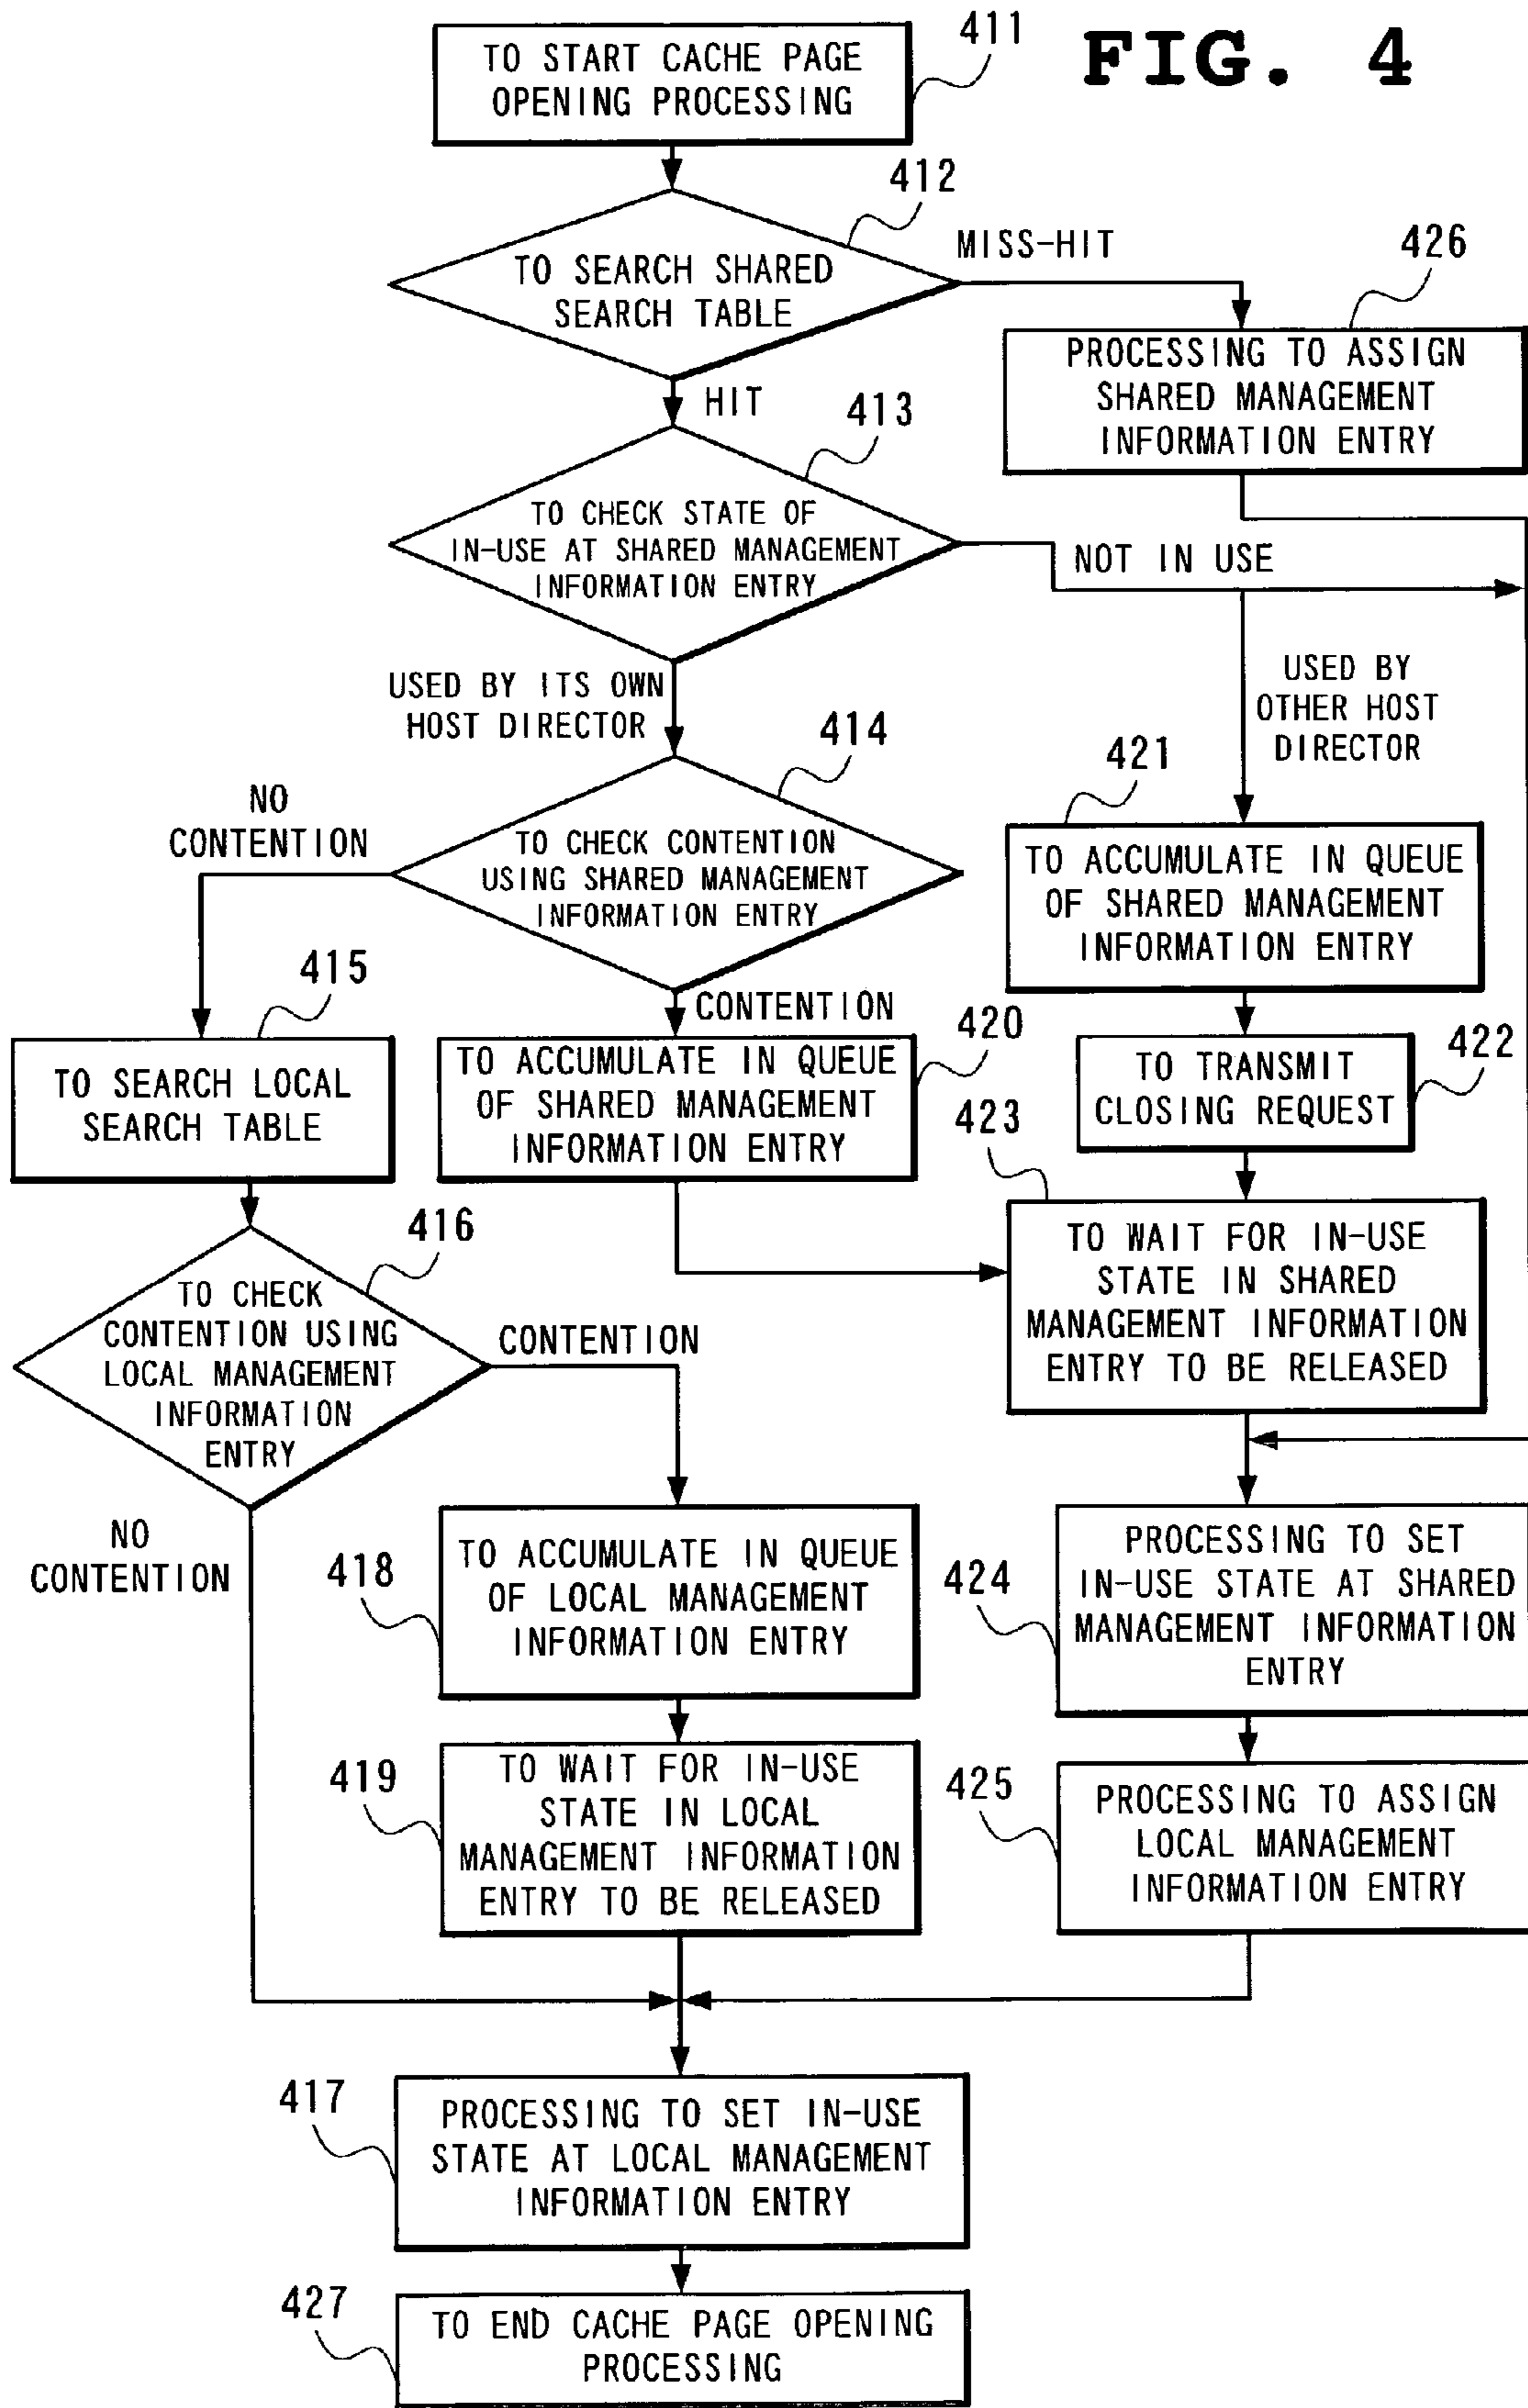 FIG. 4
411
TO START CACHE PAGE
OPENING PROCESSING
412
TO SEARCH SHARED
SEARCH TABLE
MISS-HIT
426
PROCESSING TO ASSIGN
SHARED MANAGEMENT
INFORMATION ENTRY
HIT
413
TO CHECK STATE OF
IN-USE AT SHARED MANAGEMENT
INFORMATION ENTRY
NOT IN USE
USED BY ITS OWN
HOST DIRECTOR
USED BY
OTHER HOST
DIRECTOR
414
TO CHECK CONTENTION
USING SHARED MANAGEMENT
INFORMATION ENTRY
NO
CONTENTION
421
TO ACCUMULATE IN QUEUE
OF SHARED MANAGEMENT
INFORMATION ENTRY
415
TO SEARCH LOCAL
SEARCH TABLE
CONTENTION
420
TO ACCUMULATE IN QUEUE
OF SHARED MANAGEMENT
INFORMATION ENTRY
422
TO TRANSMIT
CLOSING REQUEST
423
TO WAIT FOR IN-USE
STATE IN SHARED
MANAGEMENT INFORMATION
ENTRY TO BE RELEASED
416
TO CHECK
CONTENTION USING
LOCAL MANAGEMENT
INFORMATION
ENTRY
CONTENTION
NO
CONTENTION
418
TO ACCUMULATE IN QUEUE
OF LOCAL MANAGEMENT
INFORMATION ENTRY
424
PROCESSING TO SET
IN-USE STATE AT SHARED
MANAGEMENT INFORMATION
ENTRY
419
TO WAIT FOR IN-USE
STATE IN LOCAL
MANAGEMENT INFORMATION
ENTRY TO BE RELEASED
425
PROCESSING TO ASSIGN
LOCAL MANAGEMENT
INFORMATION ENTRY
417
PROCESSING TO SET IN-USE
STATE AT LOCAL MANAGEMENT
INFORMATION ENTRY
427
TO END CACHE PAGE OPENING
PROCESSING